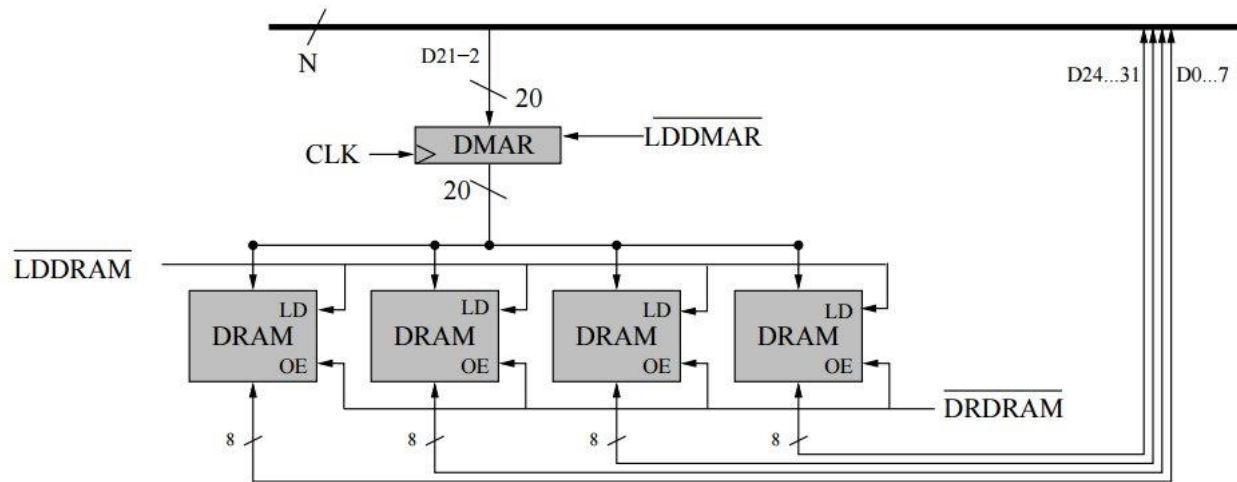 N
D21−2
20
D24...31
D0...7
CLK
DMAR
LDDMAR
20
LDDRAM
LD
DRAM
OE
LD
DRAM
OE
LD
DRAM
OE
LD
DRAM
OE
DRDRAM
8
8
8
8